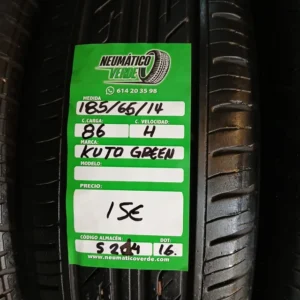 NEUMÁTICO
VERDE
614 20 35 98
MEDIDA
185/65/14
C. CARGA: C. VELOCIDAD
86 H
MARCA:
KUTO GREEN
MODELO:
PRECIO:
15€
CÓDIGO ALMACÉN: DOT:
S 214 16.
www.neumaticoverde.com